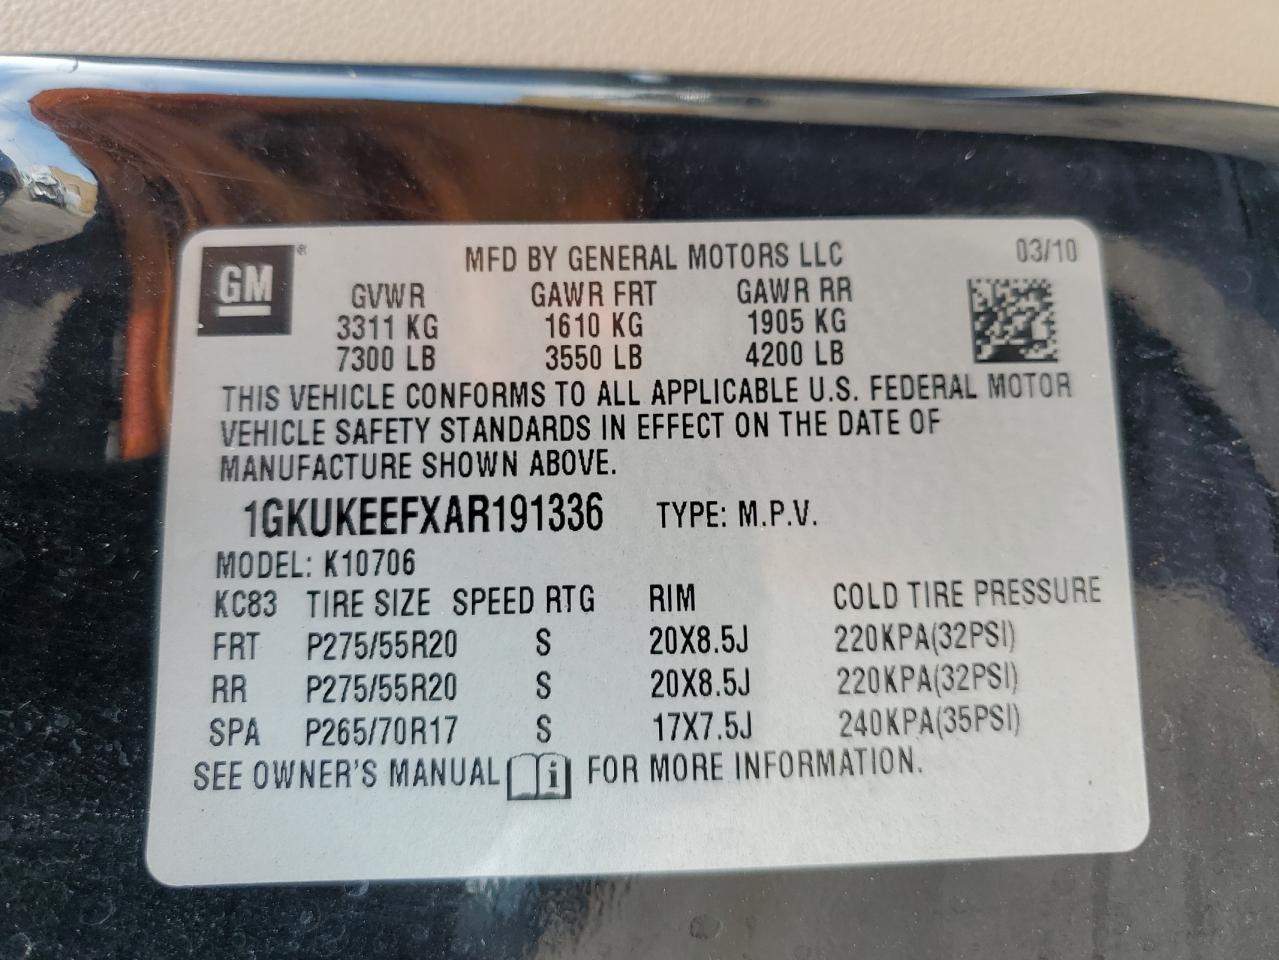 GM®
MFD BY GENERAL MOTORS LLC 03/10
GVWR GAWR FRT GAWR RR
3311 KG 1610 KG 1905 KG
7300 LB 3550 LB 4200 LB
THIS VEHICLE CONFORMS TO ALL APPLICABLE U.S. FEDERAL MOTOR
VEHICLE SAFETY STANDARDS IN EFFECT ON THE DATE OF
MANUFACTURE SHOWN ABOVE.
1GKUKEEFXAR191336 TYPE: M.P.V.
MODEL: K10706
KC83 TIRE SIZE SPEED RTG RIM COLD TIRE PRESSURE
FRT P275/55R20 S 20X8.5J 220KPA(32PSI)
RR P275/55R20 S 20X8.5J 220KPA(32PSI)
SPA P265/70R17 S 17X7.5J 240KPA(35PSI)
SEE OWNER'S MANUAL i FOR MORE INFORMATION.